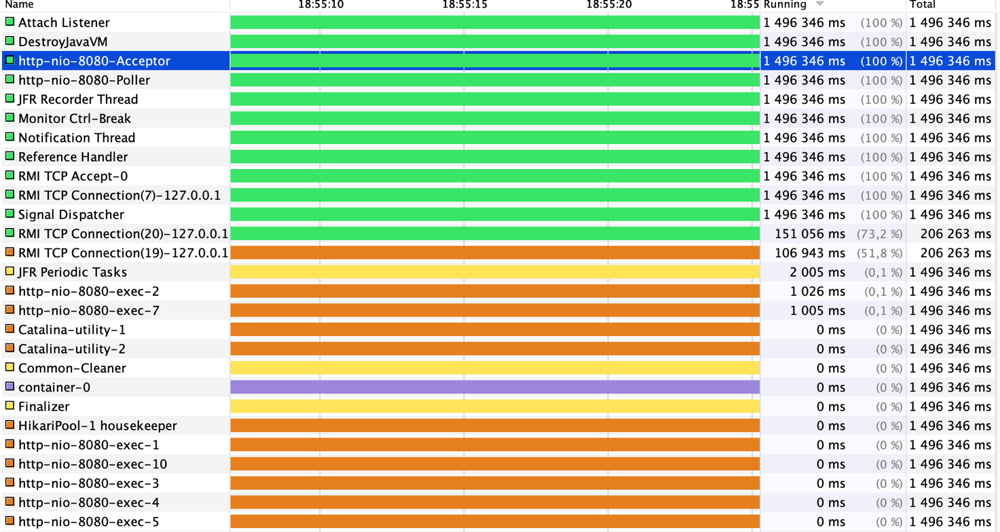 Name 18:55:10 18:55:15 18:55:20 18:55 Running Total
Attach Listener 1 496 346 ms (100 %) 1 496 346 ms
DestroyJavaVM 1 496 346 ms (100 %) 1 496 346 ms
http-nio-8080-Acceptor 1 496 346 ms (100 %) 1 496 346 ms
http-nio-8080-Poller 1 496 346 ms (100 %) 1 496 346 ms
JFR Recorder Thread 1 496 346 ms (100 %) 1 496 346 ms
Monitor Ctrl-Break 1 496 346 ms (100 %) 1 496 346 ms
Notification Thread 1 496 346 ms (100 %) 1 496 346 ms
Reference Handler 1 496 346 ms (100 %) 1 496 346 ms
RMI TCP Accept-0 1 496 346 ms (100 %) 1 496 346 ms
RMI TCP Connection(7)-127.0.0.1 1 496 346 ms (100 %) 1 496 346 ms
Signal Dispatcher 1 496 346 ms (100 %) 1 496 346 ms
RMI TCP Connection(20)-127.0.0.1 151 056 ms (73,2 %) 206 263 ms
RMI TCP Connection(19)-127.0.0.1 106 943 ms (51,8 %) 206 263 ms
JFR Periodic Tasks 2 005 ms (0,1 %) 1 496 346 ms
http-nio-8080-exec-2 1 026 ms (0,1 %) 1 496 346 ms
http-nio-8080-exec-7 1 005 ms (0,1 %) 1 496 346 ms
Catalina-utility-1 0 ms (0 %) 1 496 346 ms
Catalina-utility-2 0 ms (0 %) 1 496 346 ms
Common-Cleaner 0 ms (0 %) 1 496 346 ms
container-0 0 ms (0 %) 1 496 346 ms
Finalizer 0 ms (0 %) 1 496 346 ms
HikariPool-1 housekeeper 0 ms (0 %) 1 496 346 ms
http-nio-8080-exec-1 0 ms (0 %) 1 496 346 ms
http-nio-8080-exec-10 0 ms (0 %) 1 496 346 ms
http-nio-8080-exec-3 0 ms (0 %) 1 496 346 ms
http-nio-8080-exec-4 0 ms (0 %) 1 496 346 ms
http-nio-8080-exec-5 0 ms (0 %) 1 496 346 ms